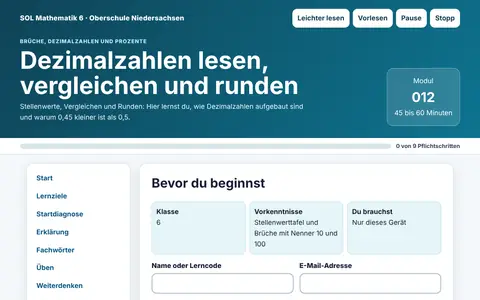 SOL Mathematik 6 · Oberschule Niedersachsen
Leichter lesen
Vorlesen
Pause
Stopp
BRÜCHE, DEZIMALZAHLEN UND PROZENTE
Dezimalzahlen lesen,
vergleichen und runden
Stellenwerte, Vergleichen und Runden: Hier lernst du, wie Dezimalzahlen aufgebaut sind
und warum 0,45 kleiner ist als 0,5.
Modul
012
45 bis 60 Minuten
0 von 9 Pflichtschritten
Start
Lernziele
Startdiagnose
Erklärung
Fachwörter
Üben
Weiterdenken
Bevor du beginnst
Klasse
6
Vorkenntnisse
Stellenwerttafel und
Brüche mit Nenner 10 und
100
Du brauchst
Nur dieses Gerät
Name oder Lerncode
E-Mail-Adresse